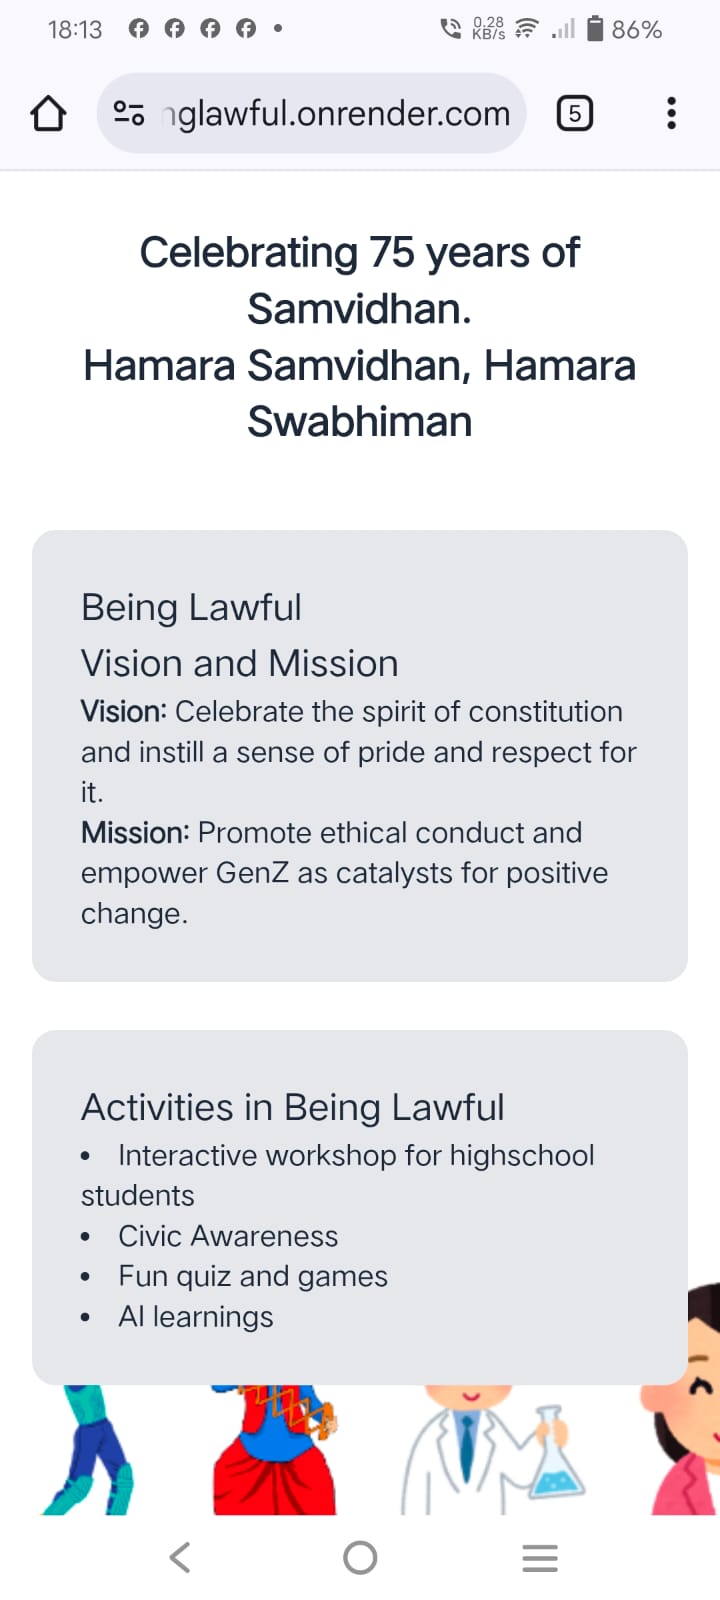 18:13
0.28
KB/s
86%
nglawful.onrender.com
5
Celebrating 75 years of
Samvidhan.
Hamara Samvidhan, Hamara
Swabhiman
Being Lawful
Vision and Mission
Vision: Celebrate the spirit of constitution
and instill a sense of pride and respect for
it.
Mission: Promote ethical conduct and
empower GenZ as catalysts for positive
change.
Activities in Being Lawful
• Interactive workshop for highschool
students
• Civic Awareness
• Fun quiz and games
• AI learnings